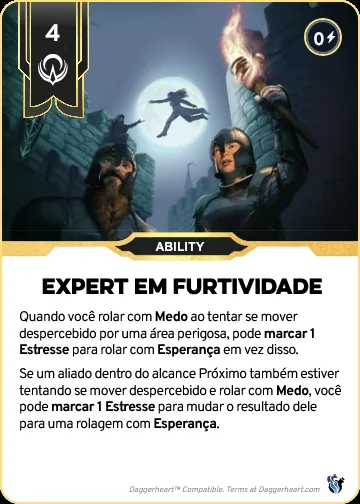 4
0
ABILITY
EXPERT EM FURTIVIDADE
Quando você rolar com Medo ao tentar se mover
despercebido por uma área perigosa, pode marcar 1
Estresse para rolar com Esperança em vez disso.
Se um aliado dentro do alcance Próximo também estiver
tentando se mover despercebido e rolar com Medo, você
pode marcar 1 Estresse para mudar o resultado dele
para uma rolagem com Esperança.
Daggerheart™ Compatible. Terms at Daggerheart.com